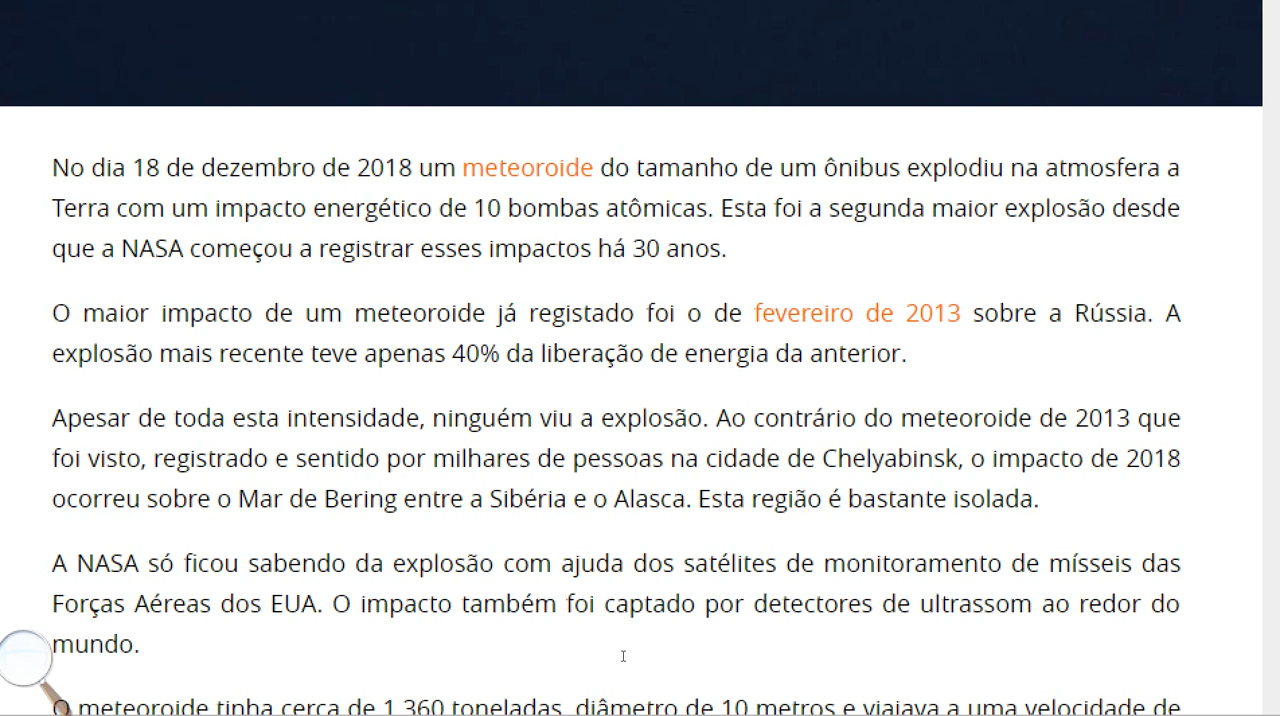 No dia 18 de dezembro de 2018 um meteoroide do tamanho de um ônibus explodiu na atmosfera a
Terra com um impacto energético de 10 bombas atômicas. Esta foi a segunda maior explosão desde
que a NASA começou a registrar esses impactos há 30 anos.
O maior impacto de um meteoroide já registado foi o de fevereiro de 2013 sobre a Rússia. A
explosão mais recente teve apenas 40% da liberação de energia da anterior.
Apesar de toda esta intensidade, ninguém viu a explosão. Ao contrário do meteoroide de 2013 que
foi visto, registrado e sentido por milhares de pessoas na cidade de Chelyabinsk, o impacto de 2018
ocorreu sobre o Mar de Bering entre a Sibéria e o Alasca. Esta região é bastante isolada.
A NASA só ficou sabendo da explosão com ajuda dos satélites de monitoramento de mísseis das
Forças Aéreas dos EUA. O impacto também foi captado por detectores de ultrassom ao redor do
mundo.
O meteoroide tinha cerca de 1.360 toneladas, diâmetro de 10 metros e viajava a uma velocidade de